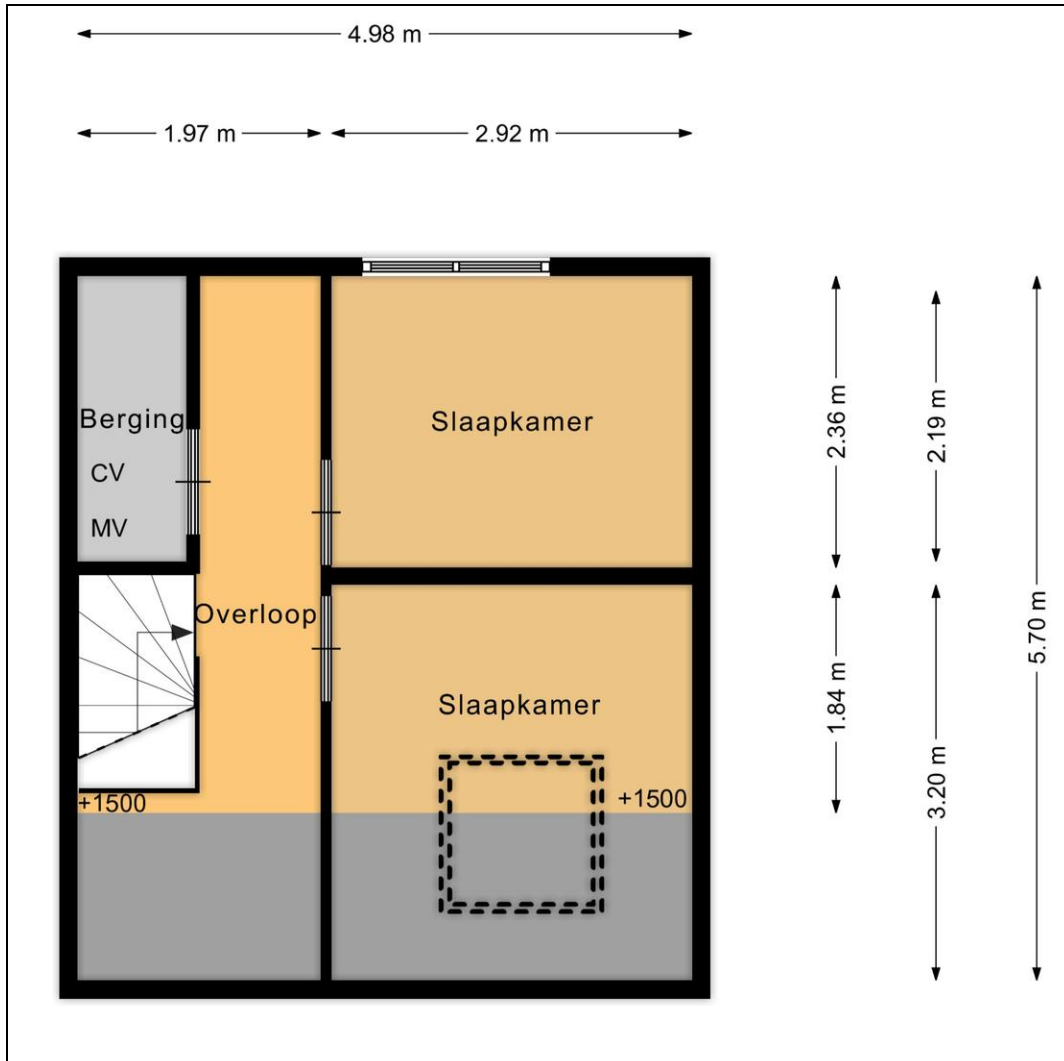 4.98 m
1.97 m
2.92 m
Berging
CV
MV
Slaapkamer
2.36 m
2.19 m
Overloop
Slaapkamer
1.84 m
5.70 m
+1500
+1500
3.20 m